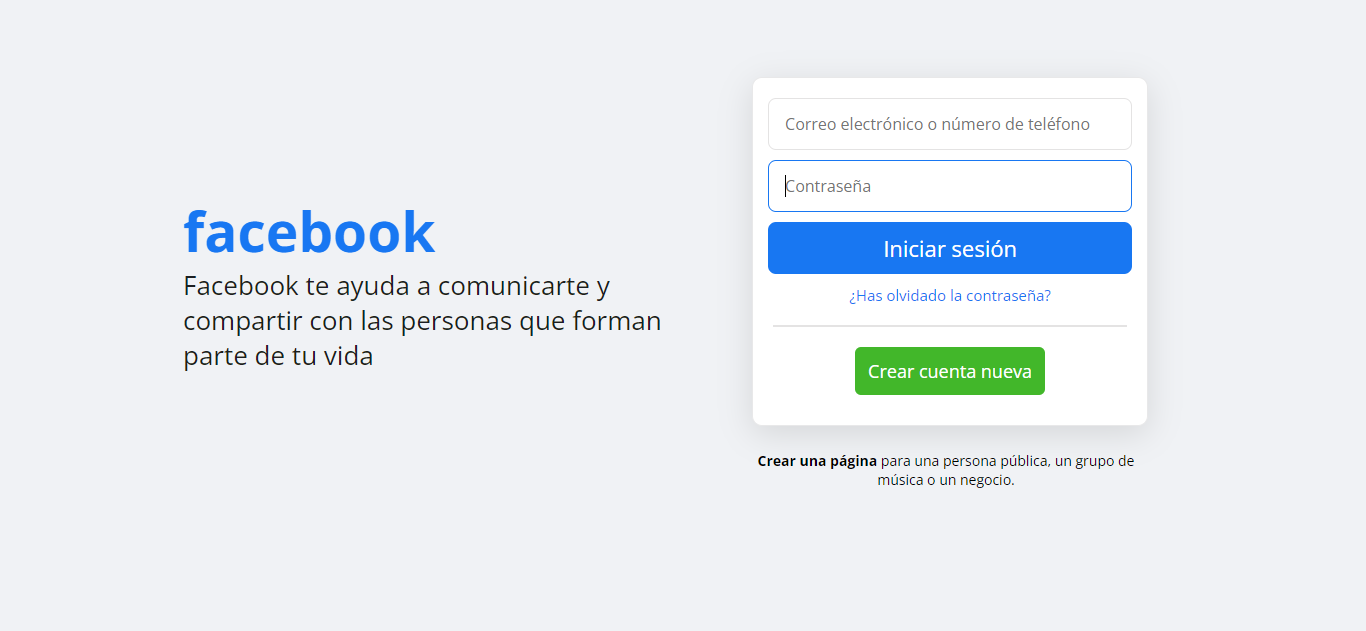 facebook
Facebook te ayuda a comunicarte y
compartir con las personas que forman
parte de tu vida
Correo electrónico o número de teléfono
Contraseña
Iniciar sesión
¿Has olvidado la contraseña?
Crear cuenta nueva
Crear una página para una persona pública, un grupo de
música o un negocio.